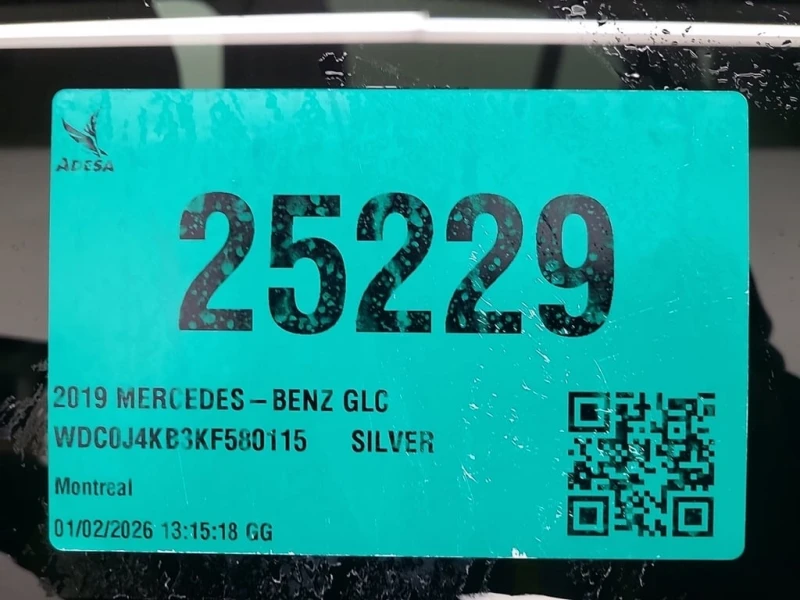 ADESA
25229
2019 MERCEDES-BENZ GLC
WDC0J4KB3KF580115 SILVER
Montreal
01/02/2026 13:15:18 GG